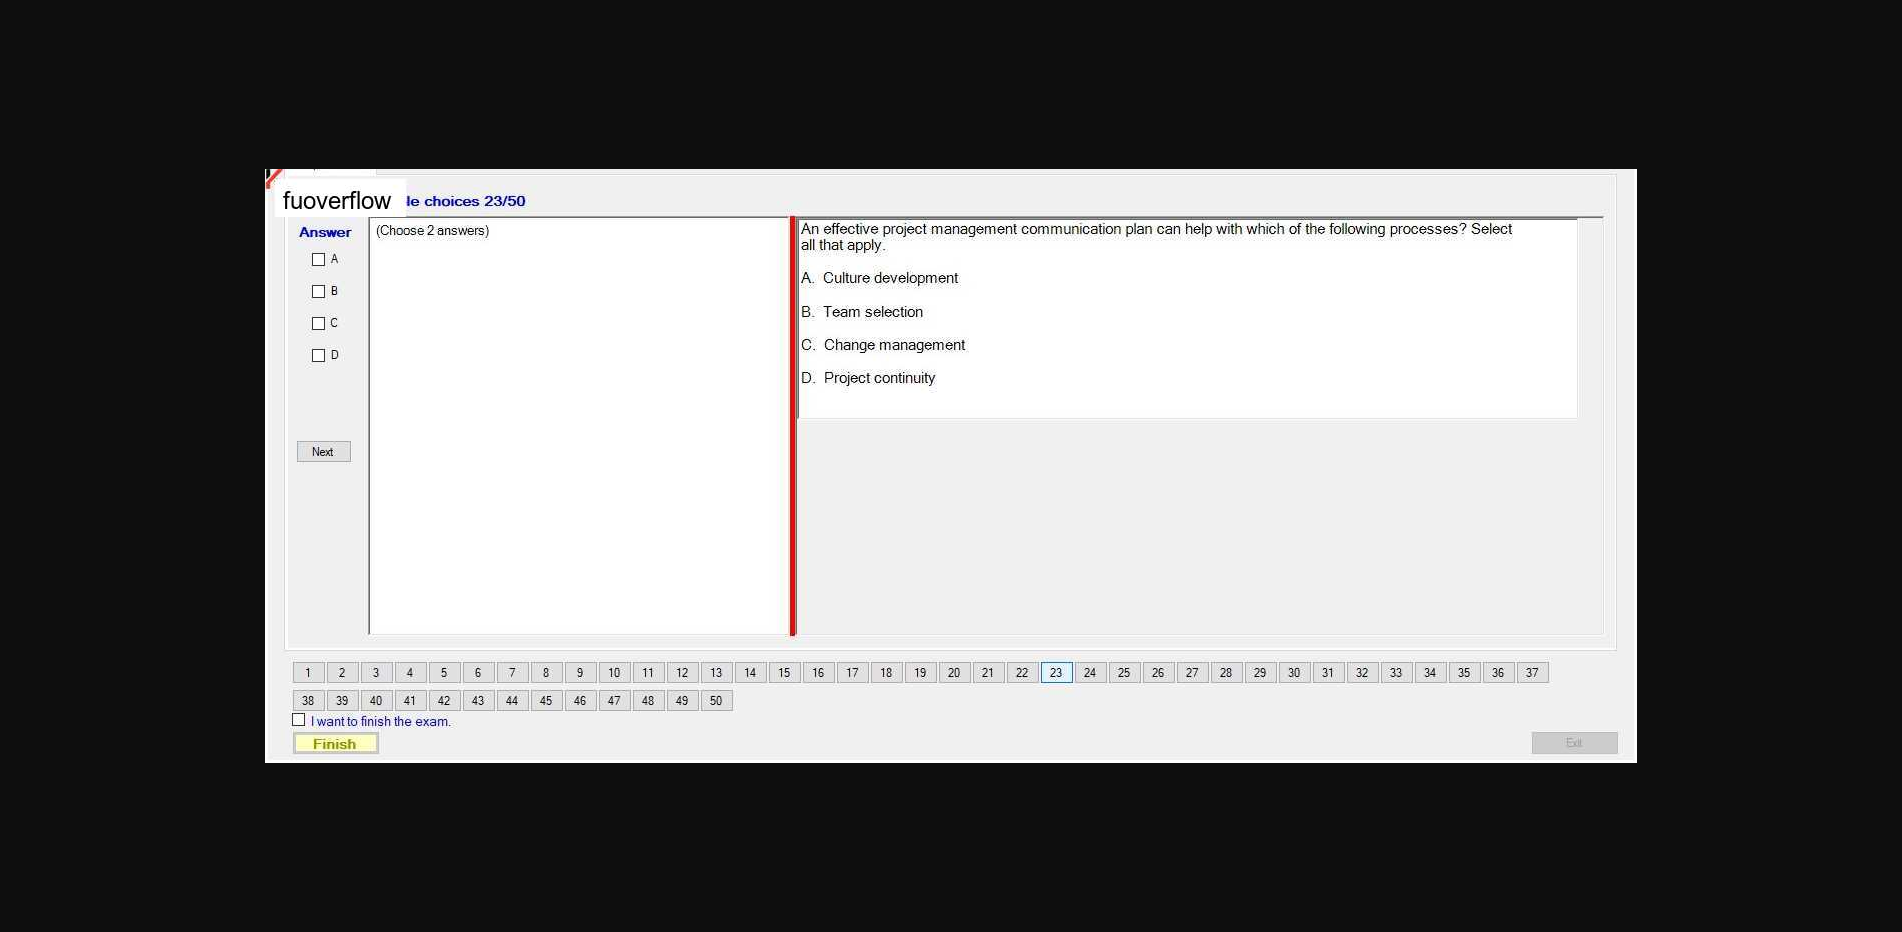 fuoverflow
le choices 23/50
Answer
(Choose 2 answers)
A
B
C
D
Next
An effective project management communication plan can help with which of the following processes? Select
all that apply.
A. Culture development
B. Team selection
C. Change management
D. Project continuity
1 2 3 4 5 6 7 8 9 10 11 12 13 14 15 16 17 18 19 20 21 22 23 24 25 26 27 28 29 30 31 32 33 34 35 36 37
38 39 40 41 42 43 44 45 46 47 48 49 50
I want to finish the exam.
Finish
Exit